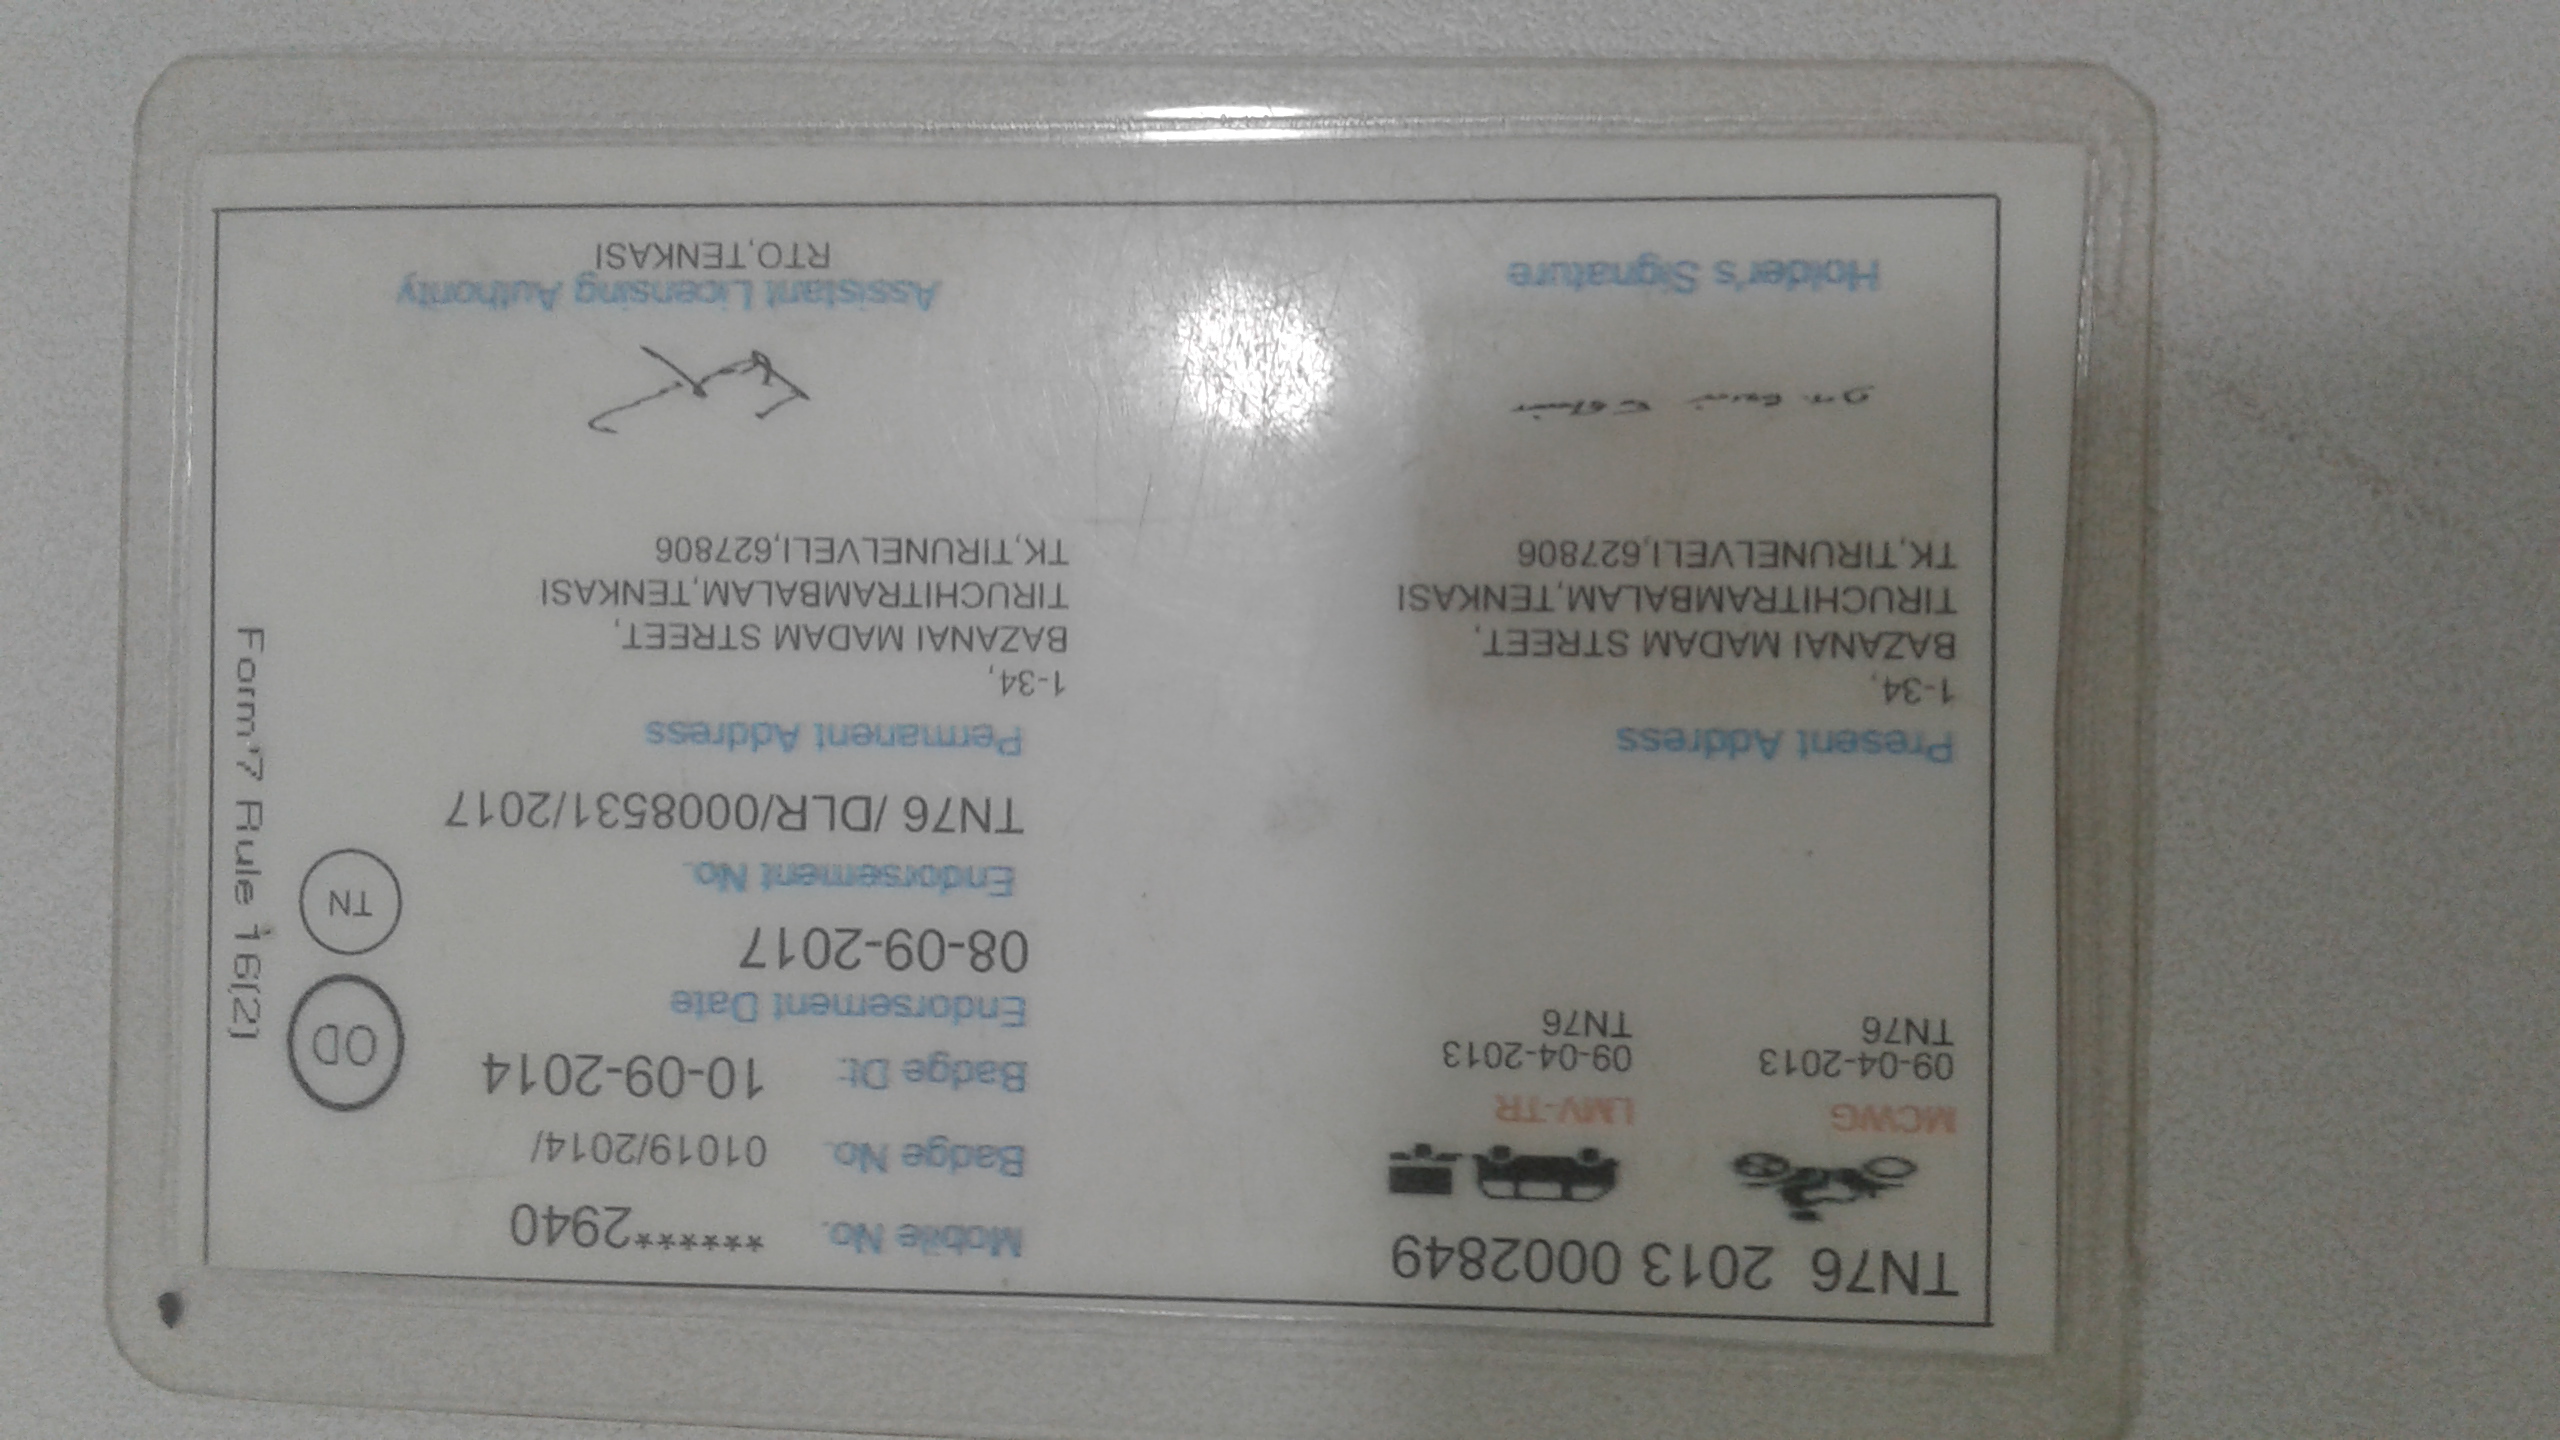 TN76 2013 0002849
MCWG
09-04-2013
TN76
LMV-TR
09-04-2013
TN76
Present Address
1-34,
BAZANAI MADAM STREET,
TIRUCHITRAMBALAM,TENKASI
TK,TIRUNELVELI,627806
Holder's Signature
Mobile No. ******2940
Badge No. 01019/2014/
Badge Dt: 10-09-2014
Endorsement Date
08-09-2017
Endorsement No.
TN76 /DLR/0008531/2017
Permanent Address
1-34,
BAZANAI MADAM STREET,
TIRUCHITRAMBALAM,TENKASI
TK,TIRUNELVELI,627806
Assistant Licensing Authority
RTO,TENKASI
OD
TN
Form '7 Rule 16(2)